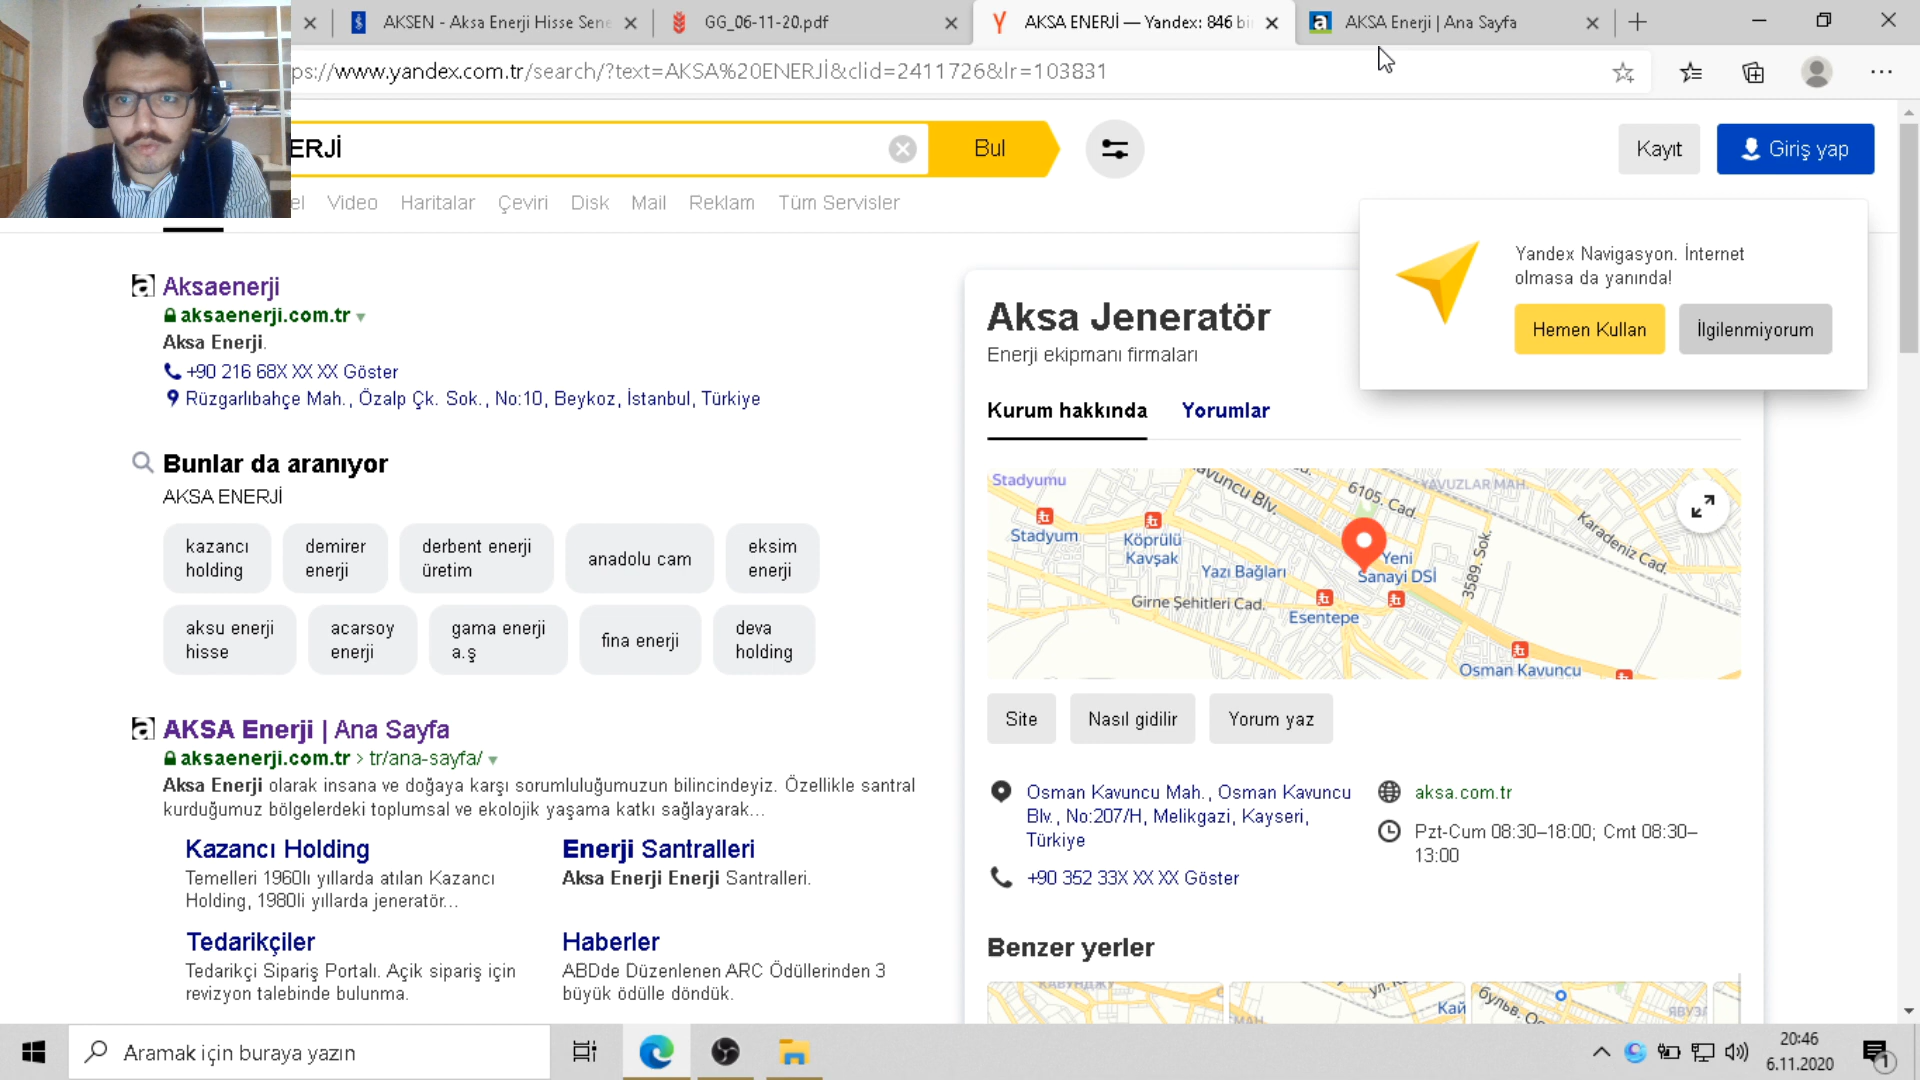 AKSEN - Aksa Enerji Hisse Sene
GG_06-11-20.pdf
AKSA ENERJİ — Yandex: 846 bi
AKSA Enerji | Ana Sayfa
ps://www.yandex.com.tr/search/?text=AKSA%20ENERJİ&clid=2411726&lr=103831
ERJİ
Bul
Kayıt
Giriş yap
el Video Haritalar Çeviri Disk Mail Reklam Tüm Servisler
Yandex Navigasyon. İnternet
olmasa da yanında!
Hemen Kullan
İlgilenmiyorum
Aksaenerji
aksaenerji.com.tr
Aksa Enerji.
+90 216 68X XX XX Göster
Rüzgarlıbahçe Mah., Özalp Çk. Sok., No:10, Beykoz, İstanbul, Türkiye
Bunlar da aranıyor
AKSA ENERJİ
kazancı
holding
demirer
enerji
derbent enerji
üretim
anadolu cam
eksim
enerji
aksu enerji
hisse
acarsoy
enerji
gama enerji
a.ş
fina enerji
deva
holding
AKSA Enerji | Ana Sayfa
aksaenerji.com.tr > tr/ana-sayfa/
Aksa Enerji olarak insana ve doğaya karşı sorumluluğumuzun bilincindeyiz. Özellikle santral
kurduğumuz bölgelerdeki toplumsal ve ekolojik yaşama katkı sağlayarak...
Kazancı Holding
Temelleri 1960lı yıllarda atılan Kazancı
Holding, 1980li yıllarda jeneratör...
Enerji Santralleri
Aksa Enerji Enerji Santralleri.
Tedarikçiler
Tedarikçi Sipariş Portalı. Açik sipariş için
revizyon talebinde bulunma.
Haberler
ABDde Düzenlenen ARC Ödüllerinden 3
büyük ödülle döndük.
Aksa Jeneratör
Enerji ekipmanı firmaları
Kurum hakkında
Yorumlar
Stadyumu
Stadyum
Köprülü
Kavşak
avuncu Blv.
6105. Cad.
YAVUZLAR MAH.
Karadeniz Cad.
Yeni
Sanayi DSİ
3589. Sok.
Yazı Bağları
Girne Şehitleri Cad.
Esentepe
Osman Kavuncu
Site
Nasıl gidilir
Yorum yaz
Osman Kavuncu Mah., Osman Kavuncu
Blv., No:207/H, Melikgazi, Kayseri,
Türkiye
+90 352 33X XX XX Göster
aksa.com.tr
Pzt-Cum 08:30–18:00; Cmt 08:30–
13:00
Benzer yerler
КАВУНДЖУ
MAH.
ул.
Кай
бульв. Ос
Aramak için buraya yazın
20:46
6.11.2020
1